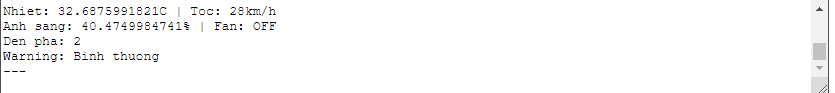 Nhiet: 32.6875991821C | Toc: 28km/h
Anh sang: 40.4749984741% | Fan: OFF
Den pha: 2
Warning: Binh thuong
---